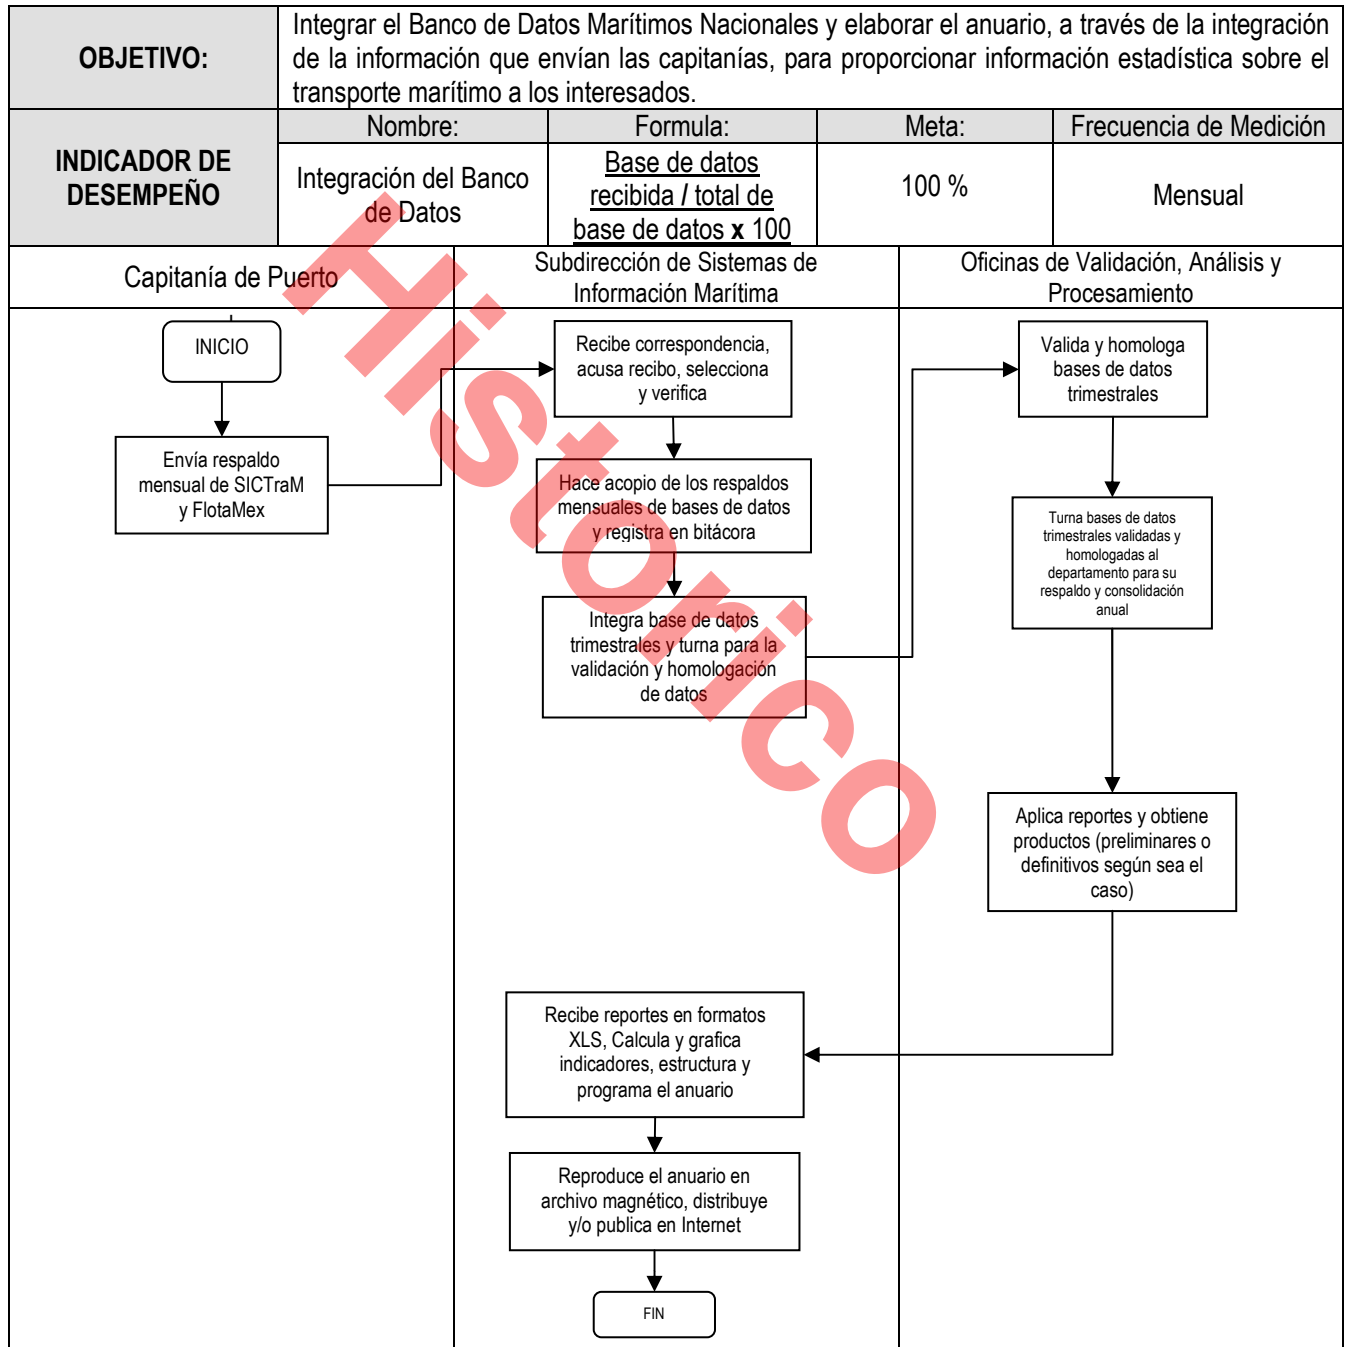 OBJETIVO:
Integrar el Banco de Datos Marítimos Nacionales y elaborar el anuario, a través de la integración
de la información que envían las capitanías, para proporcionar información estadística sobre el
transporte marítimo a los interesados.
INDICADOR DE
DESEMPEÑO
Nombre:
Formula:
Meta:
Frecuencia de Medición
Integración del Banco
de Datos
Base de datos
recibida / total de
base de datos x 100
100 %
Mensual
Capitanía de Puerto
Subdirección de Sistemas de
Información Marítima
Oficinas de Validación, Análisis y
Procesamiento
INICIO
Envía respaldo
mensual de SICTraM
y FlotaMex
Recibe correspondencia,
acusa recibo, selecciona
y verifica
Hace acopio de los respaldos
mensuales de bases de datos
y registra en bitácora
Integra base de datos
trimestrales y turna para la
validación y homologación
de datos
Valida y homologa
bases de datos
trimestrales
Turna bases de datos
trimestrales validadas y
homologadas al
departamento para su
respaldo y consolidación
anual
Aplica reportes y obtiene
productos (preliminares o
definitivos según sea el
caso)
Recibe reportes en formatos
XLS, Calcula y grafica
indicadores, estructura y
programa el anuario
Reproduce el anuario en
archivo magnético, distribuye
y/o publica en Internet
FIN
Historico